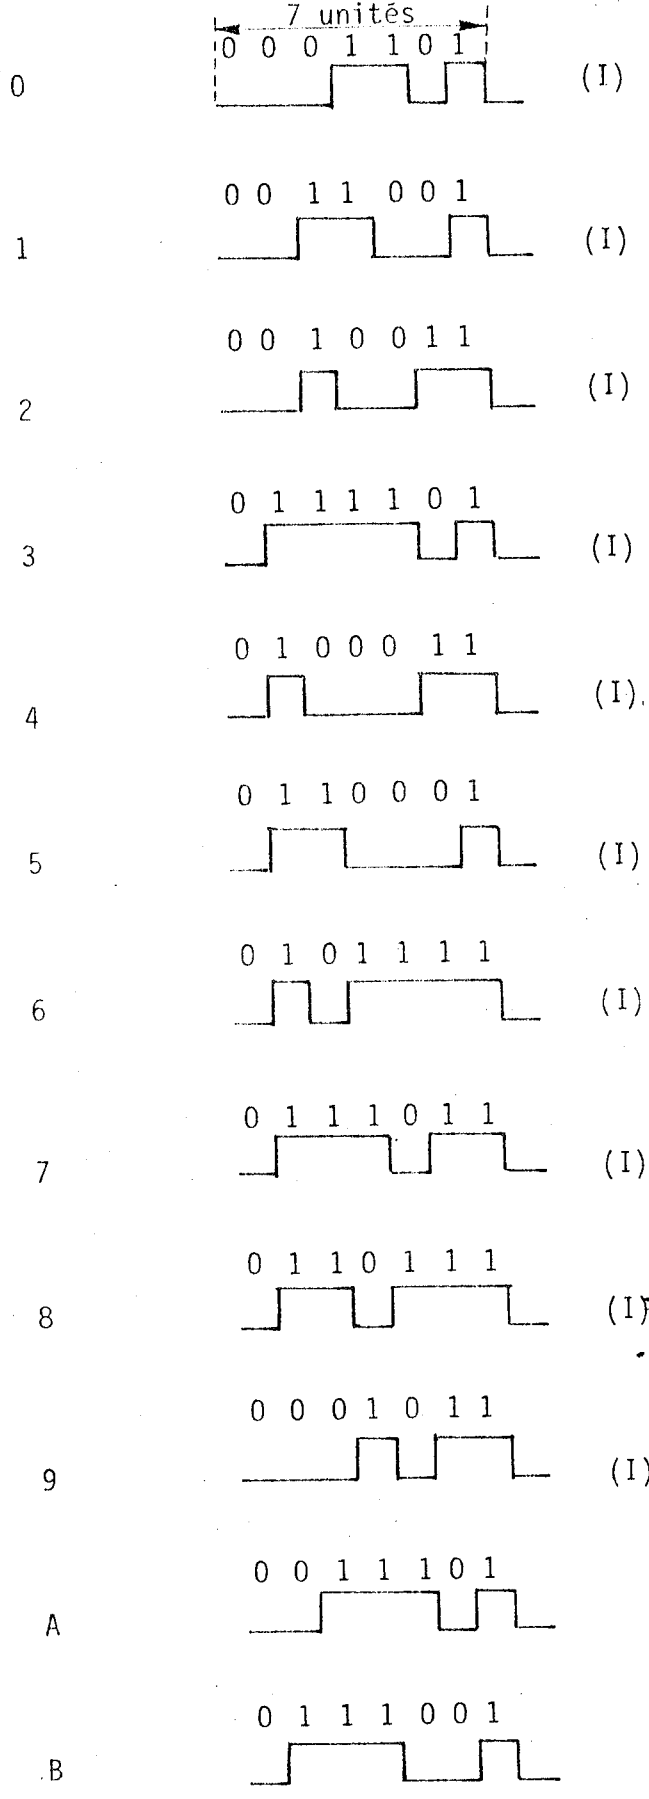 7 unités
0 0 0 1 1 0 1
0 (I)
0 0 1 1 0 0 1
1 (I)
0 0 1 0 0 1 1
2 (I)
0 1 1 1 1 0 1
3 (I)
0 1 0 0 0 1 1
4 (I)
0 1 1 0 0 0 1
5 (I)
0 1 0 1 1 1 1
6 (I)
0 1 1 1 0 1 1
7 (I)
0 1 1 0 1 1 1
8 (I)
0 0 0 1 0 1 1
9 (I)
0 0 1 1 1 0 1
A
0 1 1 1 0 0 1
B